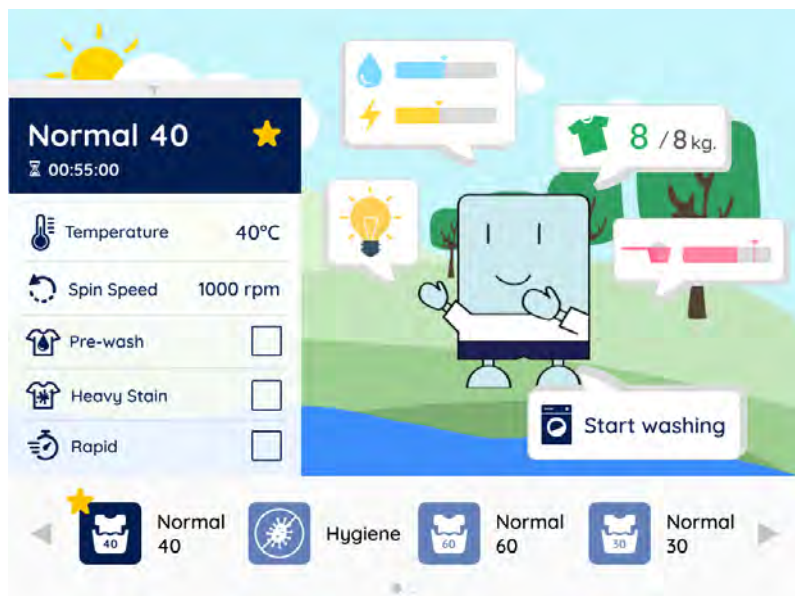 Normal 40
00:55:00
Temperature 40°C
Spin Speed 1000 rpm
Pre-wash
Heavy Stain
Rapid
8 / 8 kg.
Start washing
40
Normal
40
Hygiene
60
Normal
60
30
Normal
30